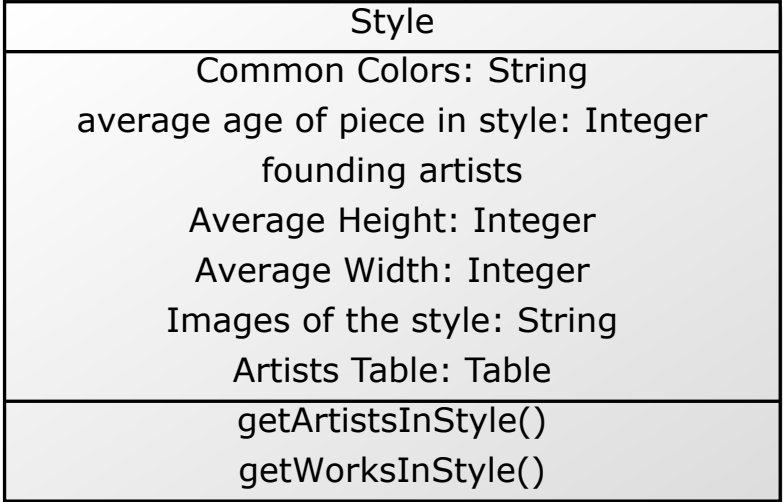 Style
Common Colors: String
average age of piece in style: Integer
founding artists
Average Height: Integer
Average Width: Integer
Images of the style: String
Artists Table: Table
getArtistsInStyle()
getWorksInStyle()